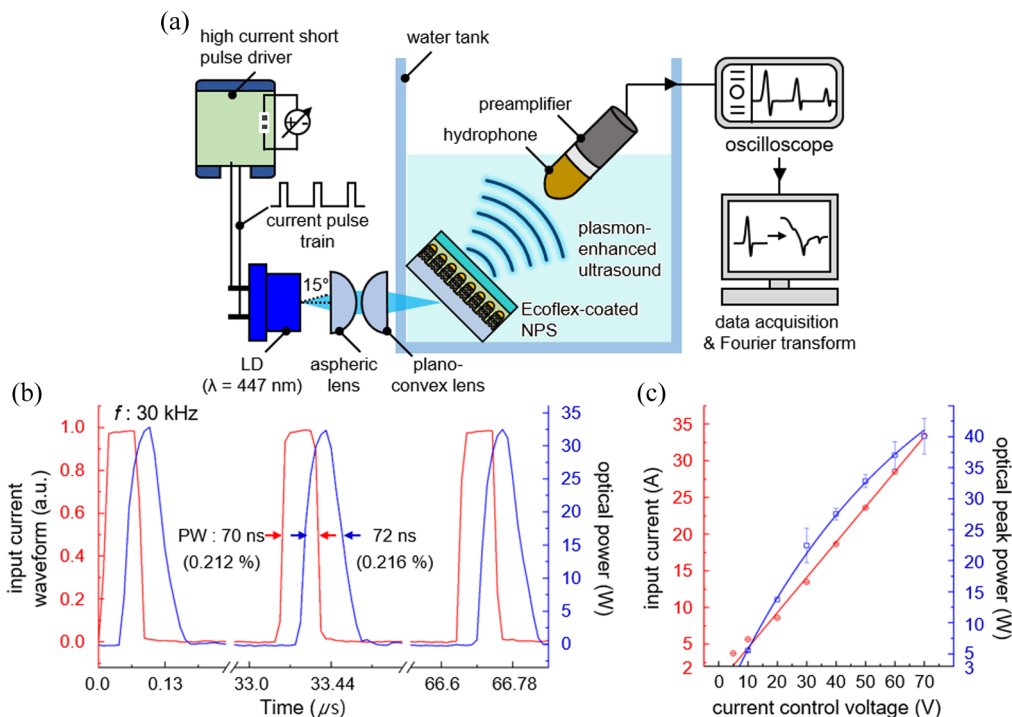 (a)
high current short
pulse driver
water tank
preamplifier
hydrophone
oscilloscope
current pulse
train
15°
plasmon-
enhanced
ultrasound
Ecoflex-coated
NPS
LD
(λ = 447 nm)
aspheric
lens
plano-
convex lens
data acquisition
& Fourier transform
(b)
f : 30 kHz
input current
waveform (a.u.)
1.0
0.8
0.6
0.4
0.2
0.0
PW : 70 ns
(0.212 %)
72 ns
(0.216 %)
35
30
25
20
15
10
5
0
optical power
(W)
0.0
0.13
33.0
33.44
66.6
66.78
Time (μs)
(c)
input current (A)
35
30
25
20
15
10
5
2
40
35
30
25
20
15
10
5
3
optical peak power (W)
0
10
20
30
40
50
60
70
current control voltage (V)